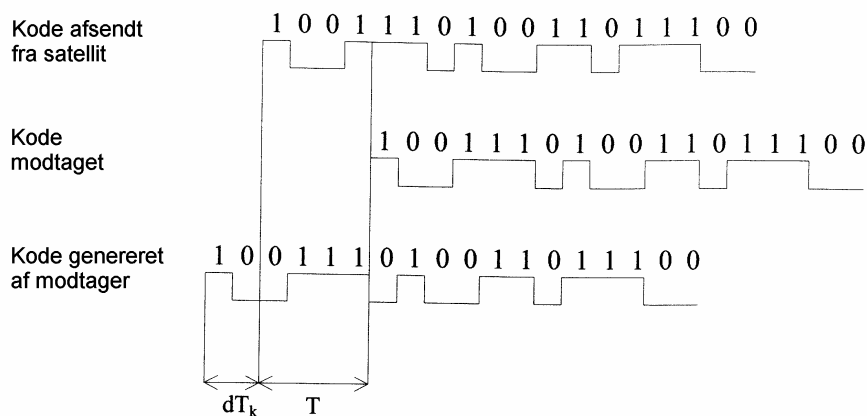 Kode afsendt
fra satellit
1 0 0 1 1 1 0 1 0 0 1 1 0 1 1 1 0 0
Kode
modtaget
1 0 0 1 1 1 0 1 0 0 1 1 0 1 1 1 0 0
Kode genereret
af modtager
1 0 0 1 1 1 0 1 0 0 1 1 0 1 1 1 0 0
dTk T